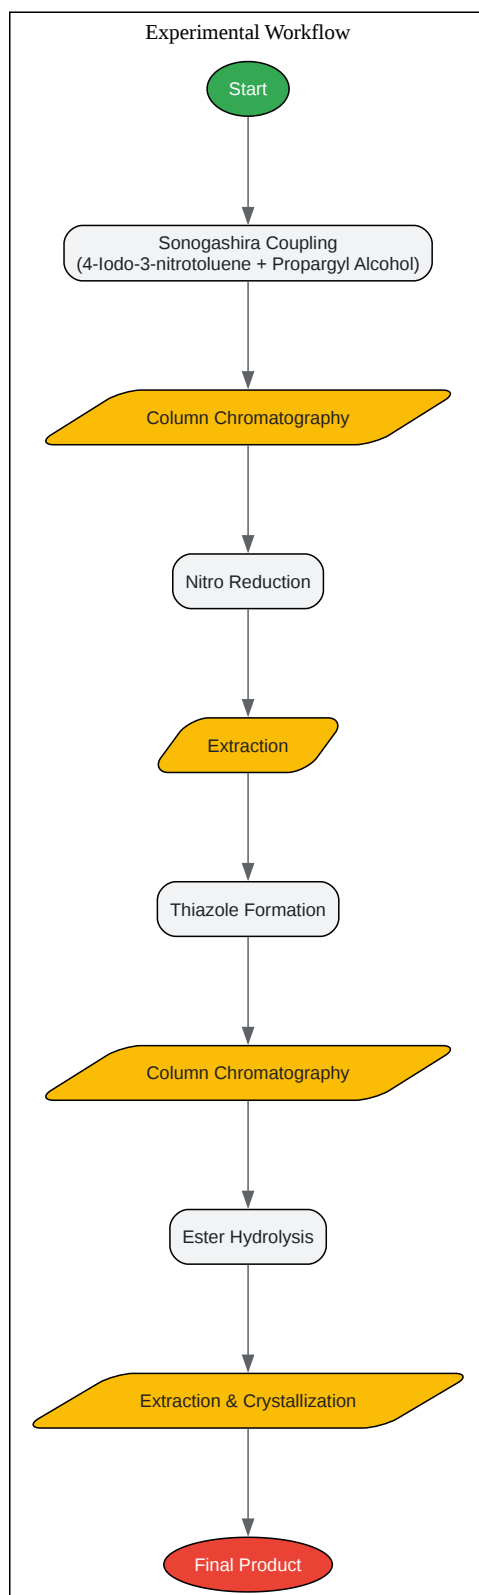 Experimental Workflow
Start
Sonogashira Coupling
(4-Iodo-3-nitrotoluene + Propargyl Alcohol)
Column Chromatography
Nitro Reduction
Extraction
Thiazole Formation
Column Chromatography
Ester Hydrolysis
Extraction & Crystallization
Final Product